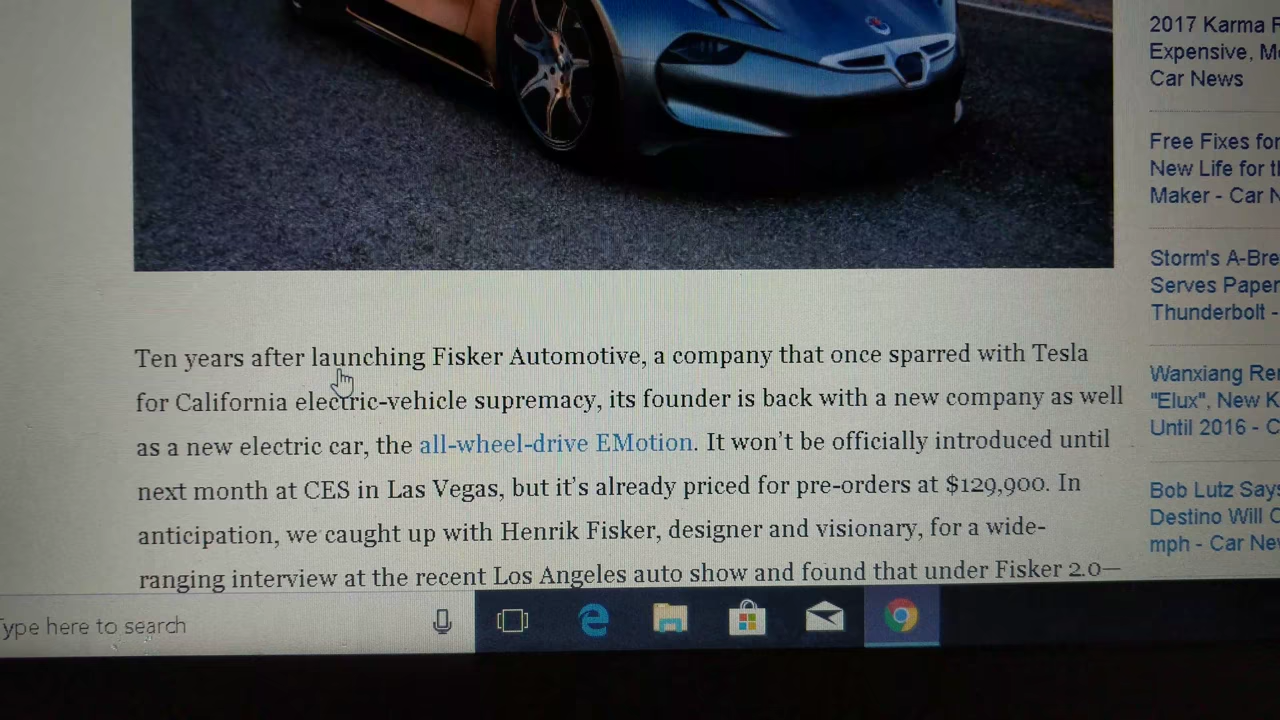 Ten years after launching Fisker Automotive, a company that once sparred with Tesla
for California electric-vehicle supremacy, its founder is back with a new company as well
as a new electric car, the all-wheel-drive EMotion. It won't be officially introduced until
next month at CES in Las Vegas, but it's already priced for pre-orders at $129,900. In
anticipation, we caught up with Henrik Fisker, designer and visionary, for a wide-
ranging interview at the recent Los Angeles auto show and found that under Fisker 2.0—
2017 Karma
Expensive,
Car News
Free Fixes for
New Life for
Maker - Car
Storm's
Serves
Thunderbolt -
Wanxiang
"Elux", New
Until 2016 -
Bob Lutz Says
Destino Will
mph - Car
Type here to search